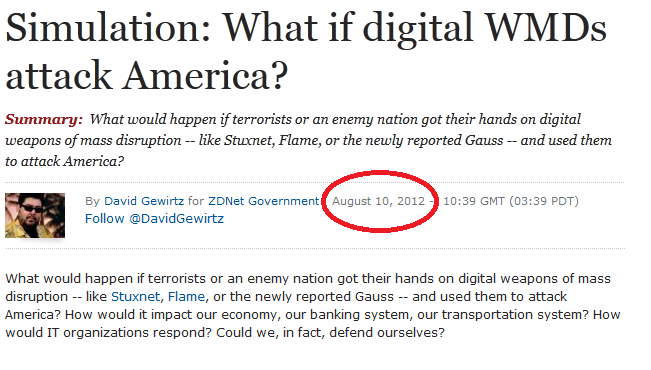 Simulation: What if digital WMDs
attack America?
Summary: What would happen if terrorists or an enemy nation got their hands on digital
weapons of mass disruption -- like Stuxnet, Flame, or the newly reported Gauss -- and used them
to attack America?
By David Gewirtz for ZDNet Government August 10, 2012 - 10:39 GMT (03:39 PDT)
Follow @DavidGewirtz
What would happen if terrorists or an enemy nation got their hands on digital weapons of mass
disruption -- like Stuxnet, Flame, or the newly reported Gauss -- and used them to attack
America? How would it impact our economy, our banking system, our transportation system? How
would IT organizations respond? Could we, in fact, defend ourselves?